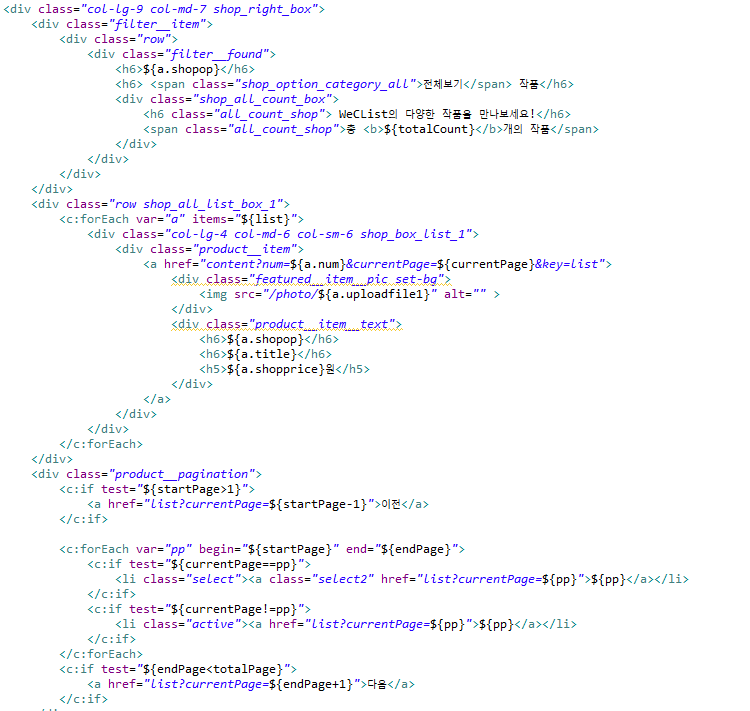 <div class="col-lg-9 col-md-7 shop_right_box">
<div class="filter__item">
<div class="row">
<div class="filter__found">
<h6>${a.shopop}</h6>
<h6> <span class="shop_option_category_all">전체보기</span> 작품</h6>
<div class="shop_all_count_box">
<h6 class="all_count_shop"> WeCList의 다양한 작품을 만나보세요!</h6>
<span class="all_count_shop">총 <b>${totalCount}</b>개의 작품</span>
</div>
</div>
</div>
</div>
<div class="row shop_all_list_box_1">
<c:forEach var="a" items="${list}">
<div class="col-lg-4 col-md-6 col-sm-6 shop_box_list_1">
<div class="product__item">
<a href="content?num=${a.num}&currentPage=${currentPage}&key=list">
<div class="featured__item__pic set-bg">
<img src="/photo/${a.uploadfile1}" alt="" >
</div>
<div class="product__item__text">
<h6>${a.shopop}</h6>
<h6>${a.title}</h6>
<h5>${a.shopprice}원</h5>
</div>
</a>
</div>
</div>
</c:forEach>
</div>
<div class="product__pagination">
<c:if test="${startPage>1}">
<a href="list?currentPage=${startPage-1}">이전</a>
</c:if>
<c:forEach var="pp" begin="${startPage}" end="${endPage}">
<c:if test="${currentPage==pp}">
<li class="select"><a class="select2" href="list?currentPage=${pp}">${pp}</a></li>
</c:if>
<c:if test="${currentPage!=pp}">
<li class="active"><a href="list?currentPage=${pp}">${pp}</a></li>
</c:if>
</c:forEach>
<c:if test="${endPage<totalPage}">
<a href="list?currentPage=${endPage+1}">다음</a>
</c:if>